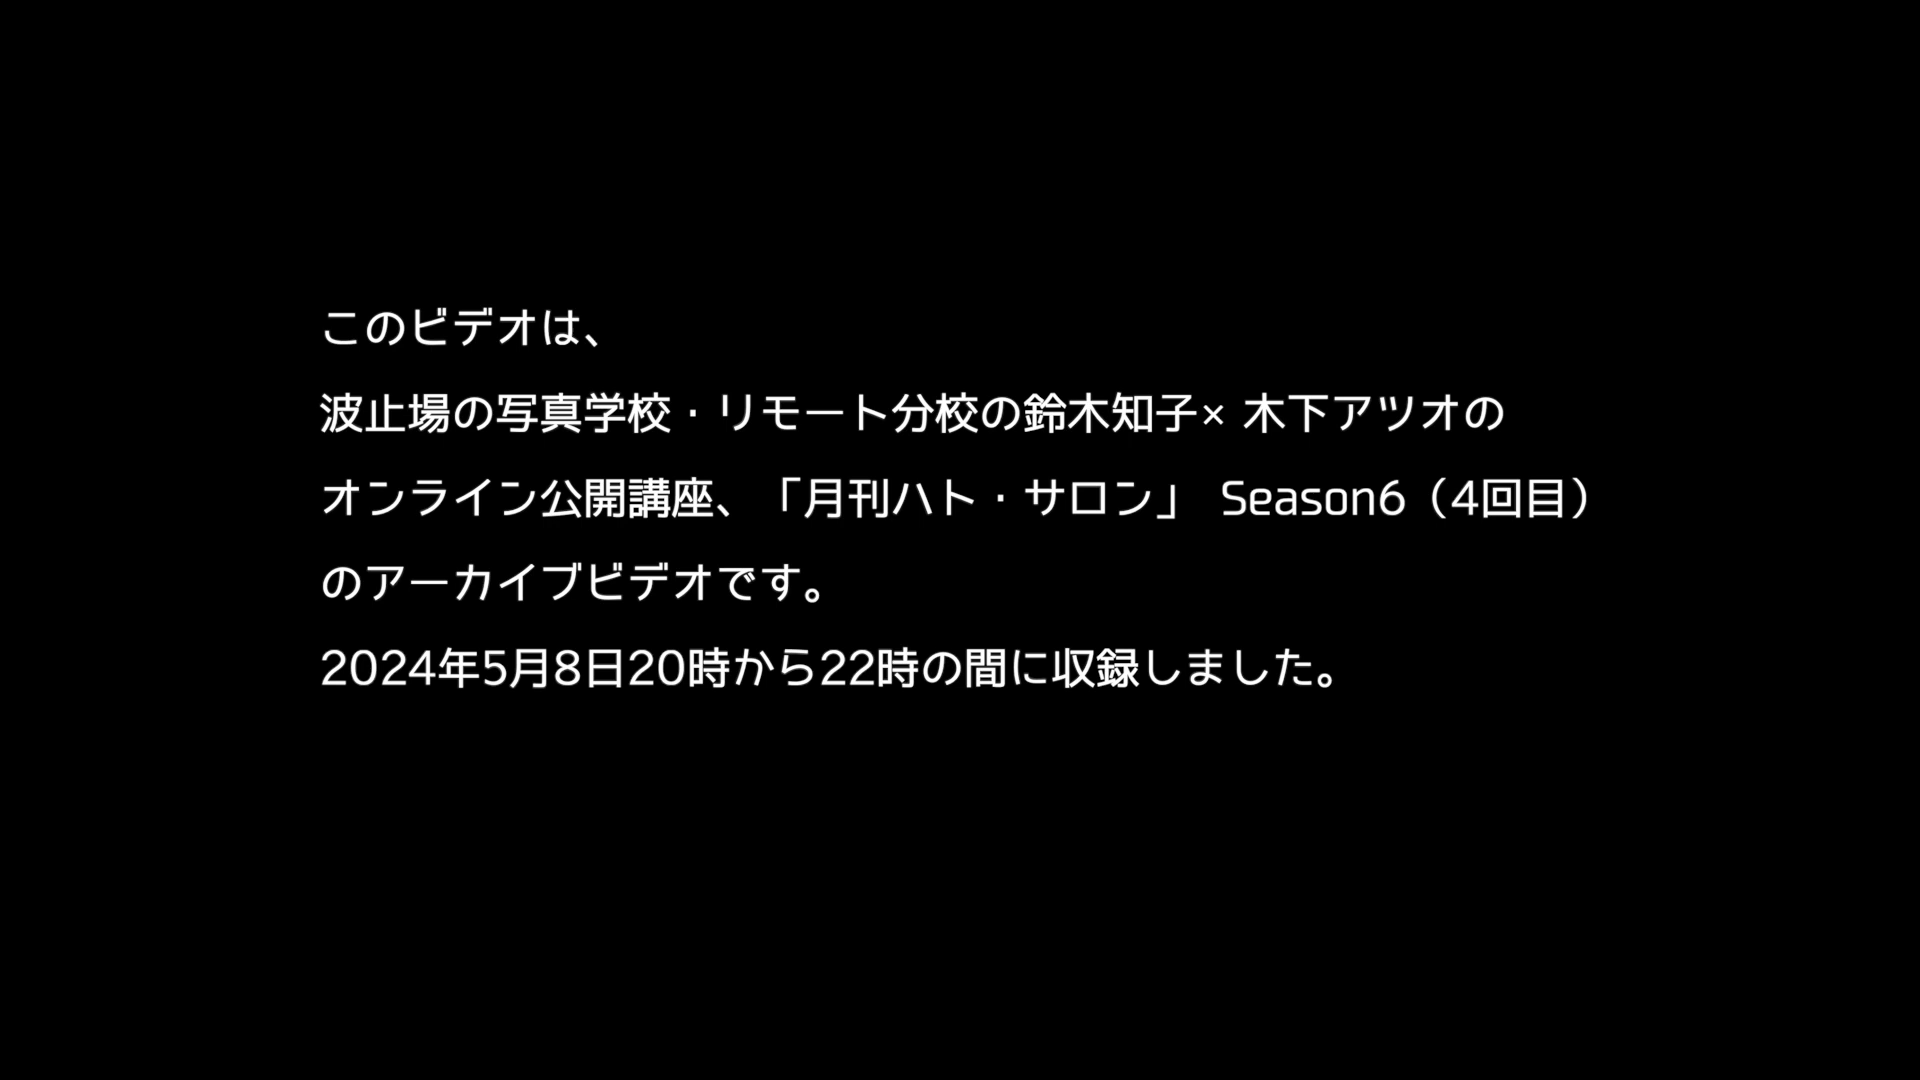 このビデオは、
波止場の写真学校・リモート分校の鈴木知子× 木下アツオの
オンライン公開講座、「月刊ハト・サロン」 Season6（4回目）
のアーカイブビデオです。
2024年5月8日20時から22時の間に収録しました。